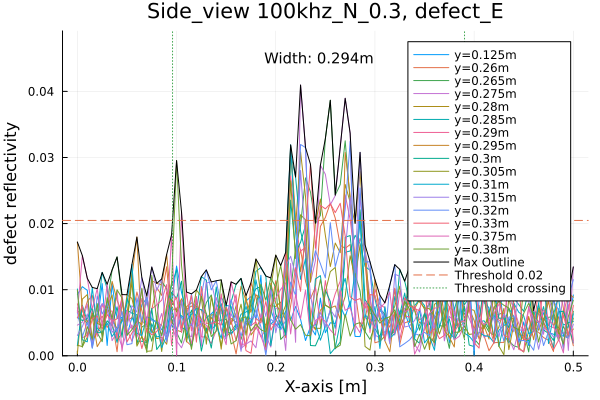 Side_view 100khz_N_0.3, defect_E
Width: 0.294m
y=0.125m
y=0.26m
y=0.265m
y=0.275m
y=0.28m
y=0.285m
y=0.29m
y=0.295m
y=0.3m
y=0.305m
y=0.31m
y=0.315m
y=0.32m
y=0.33m
y=0.375m
y=0.38m
Max Outline
Threshold 0.02
Threshold crossing
defect reflectivity
0.04
0.03
0.02
0.01
0.00
0.0 0.1 0.2 0.3 0.4 0.5
X-axis [m]